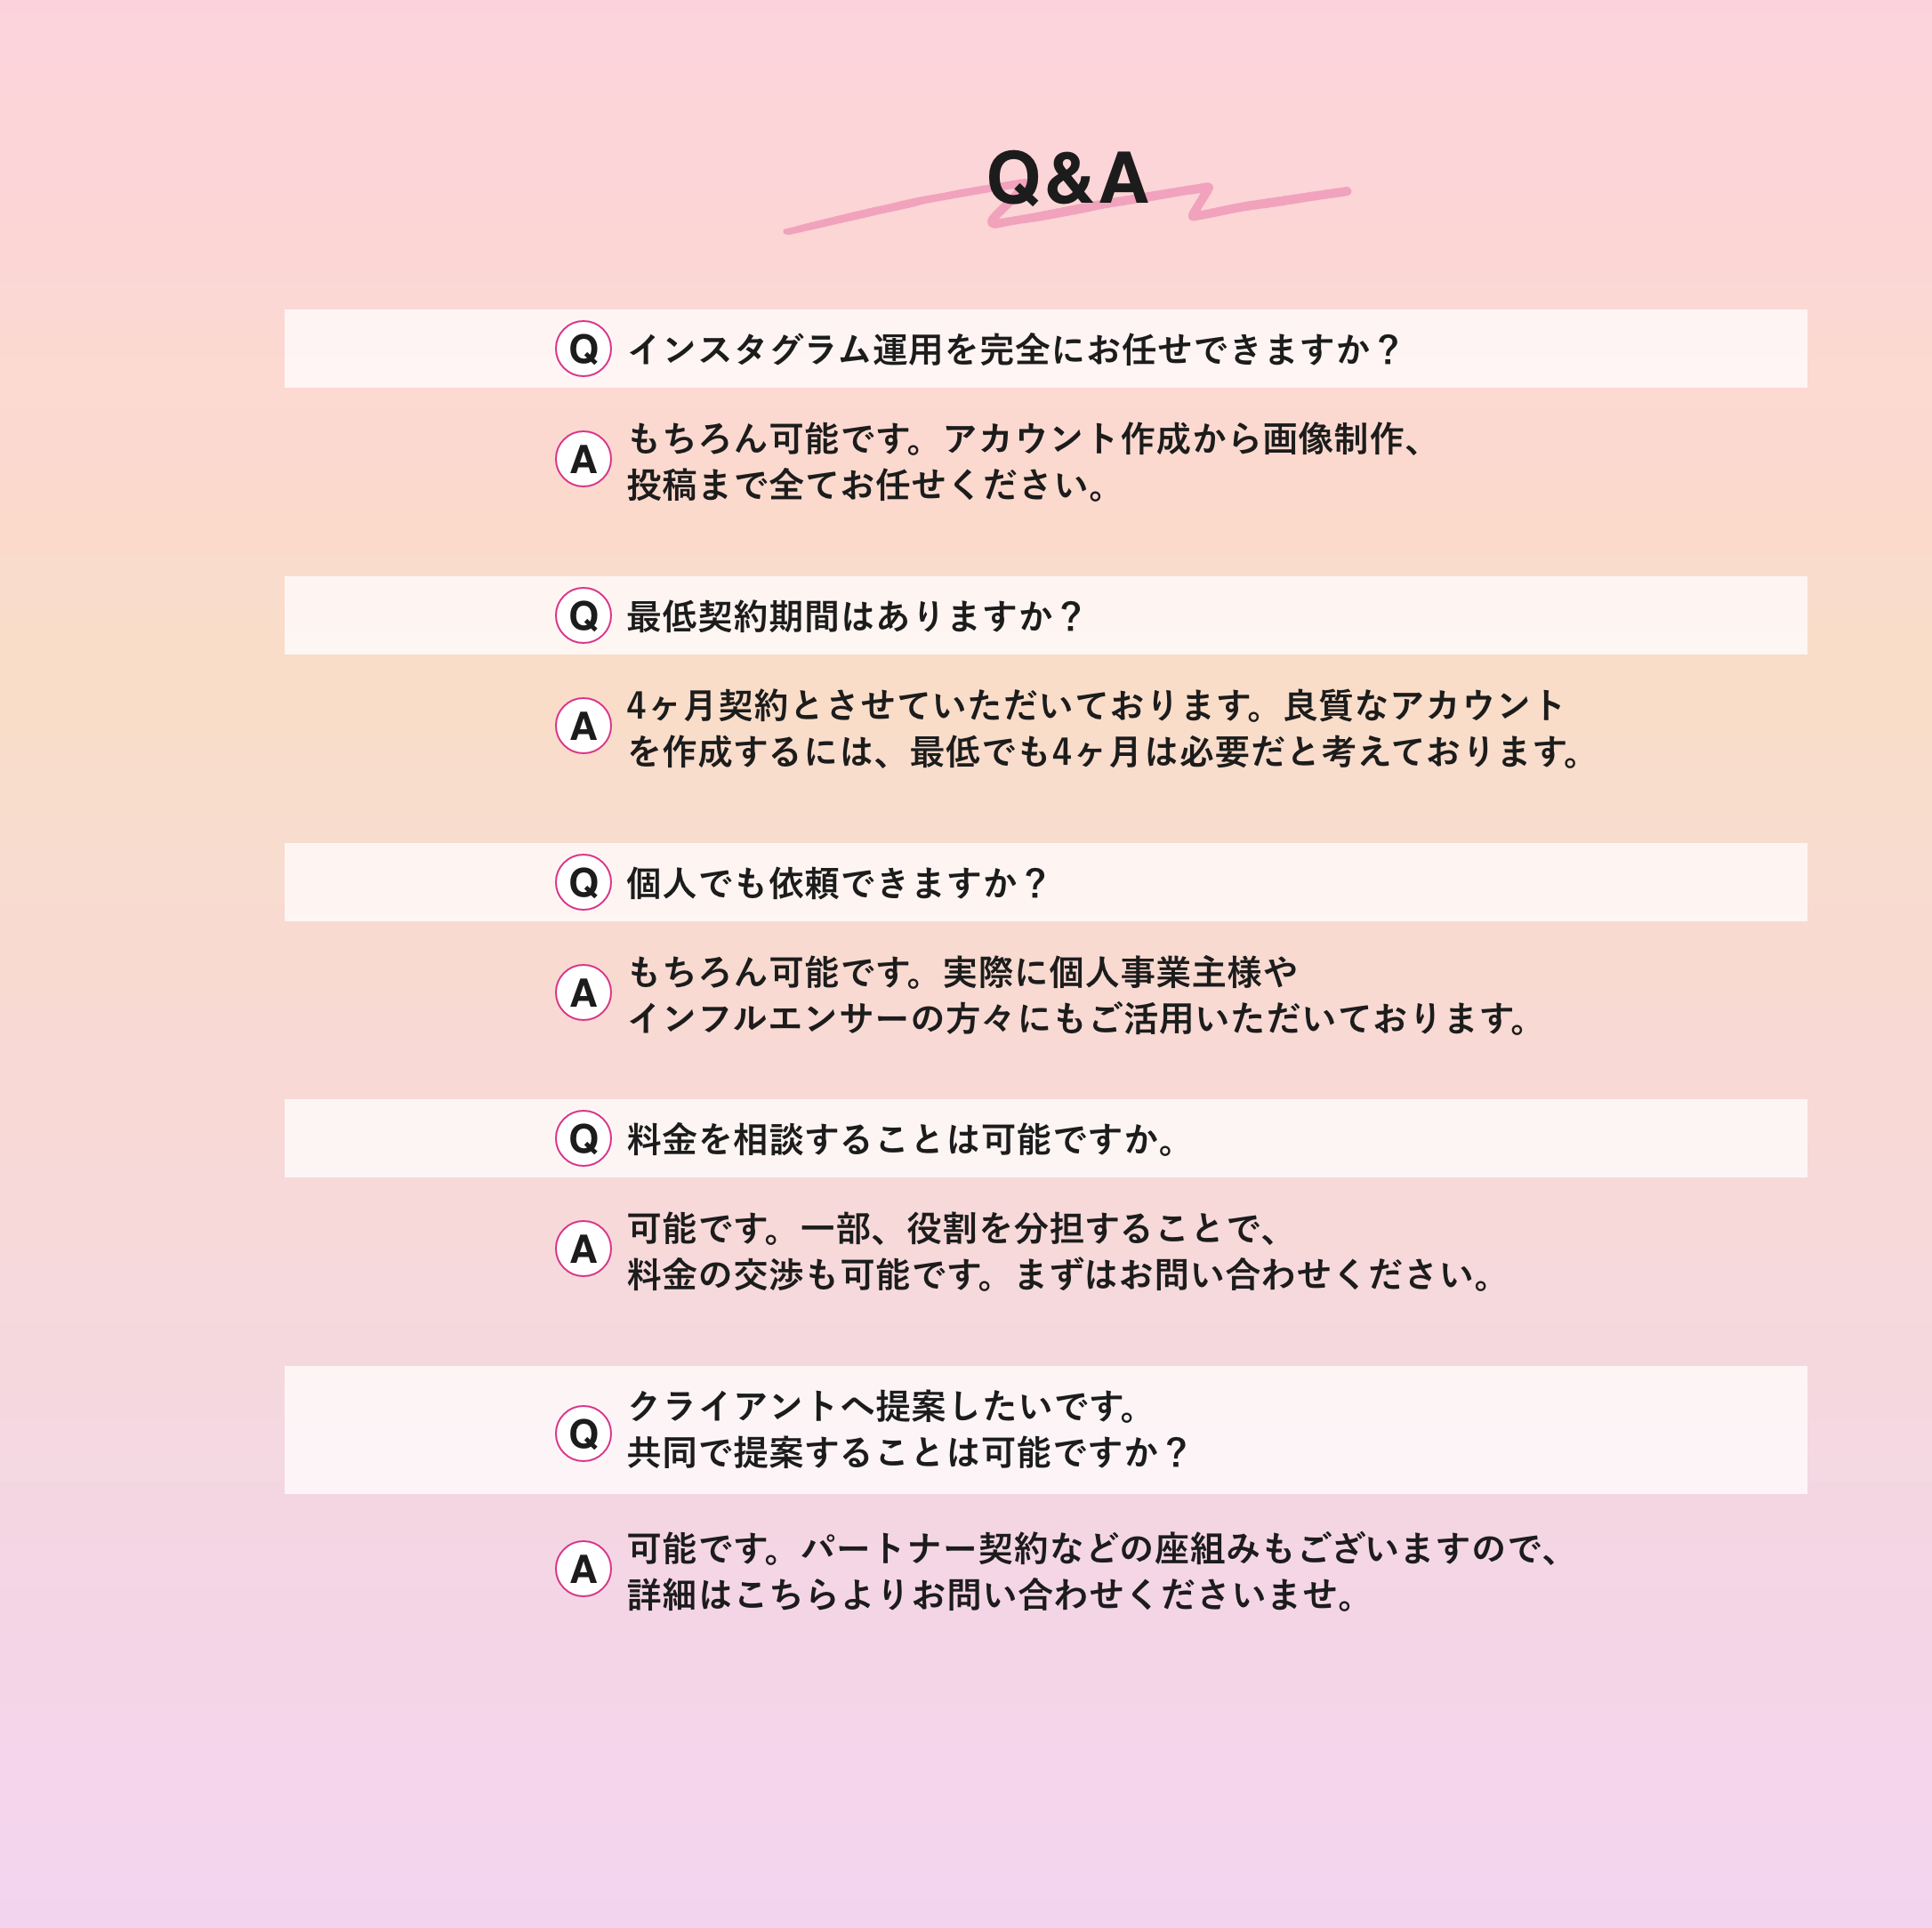 Q&A
Q インスタグラム運用を完全にお任せできますか？
A もちろん可能です。アカウント作成から画像制作、
投稿まで全てお任せください。
Q 最低契約期間はありますか？
A 4ヶ月契約とさせていただいております。良質なアカウント
を作成するには、最低でも4ヶ月は必要だと考えております。
Q 個人でも依頼できますか？
A もちろん可能です。実際に個人事業主様や
インフルエンサーの方々にもご活用いただいております。
Q 料金を相談することは可能ですか。
A 可能です。一部、役割を分担することで、
料金の交渉も可能です。まずはお問い合わせください。
Q クライアントへ提案したいです。
共同で提案することは可能ですか？
A 可能です。パートナー契約などの座組みもございますので、
詳細はこちらよりお問い合わせくださいませ。